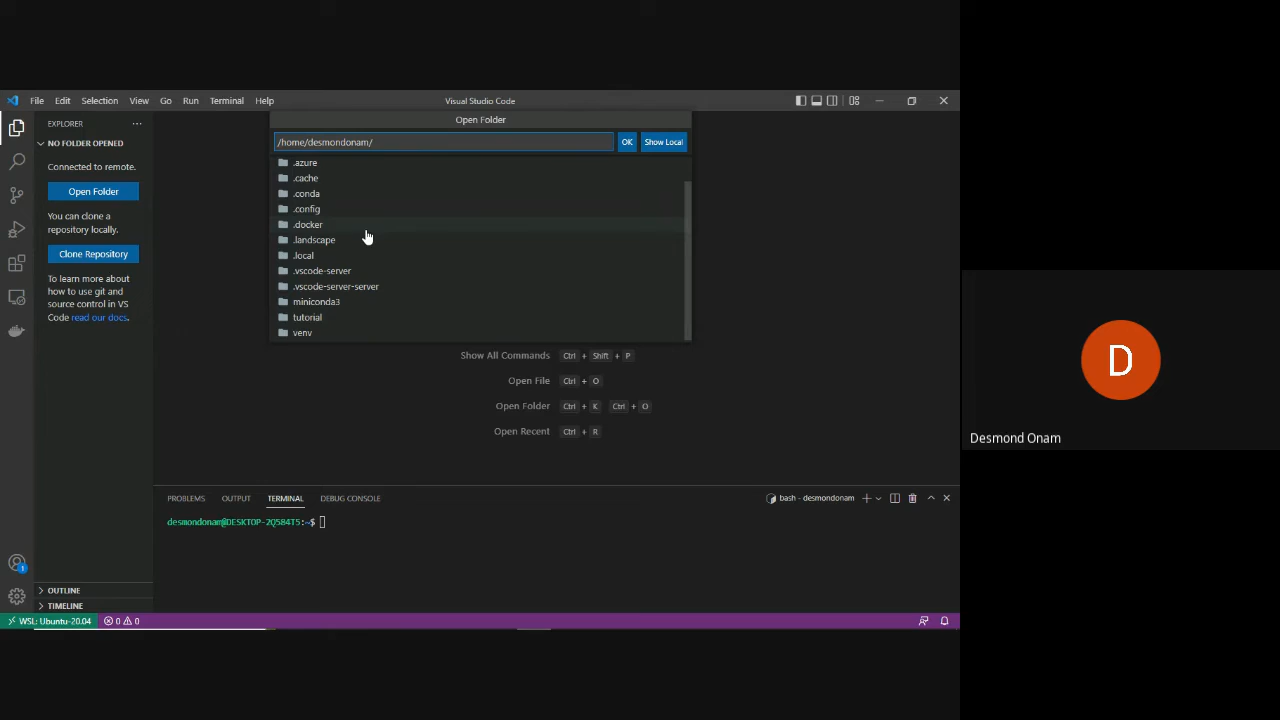 File Edit Selection View Go Run Terminal Help Visual Studio Code
EXPLORER
NO FOLDER OPENED
Connected to remote.
Open Folder
You can clone a
repository locally.
Clone Repository
To learn more about
how to use git and
source control in VS
Code read our docs.
Open Folder
/home/desmondonam/ OK Show Local
.azure
.cache
.conda
.config
.docker
.landscape
.local
.vscode-server
.vscode-server-server
miniconda3
tutorial
venv
Show All Commands Ctrl + Shift + P
Open File Ctrl + O
Open Folder Ctrl + K Ctrl + O
Open Recent Ctrl + R
PROBLEMS OUTPUT TERMINAL DEBUG CONSOLE bash - desmondonam
desmondonam@DESKTOP-2Q584T5:~$
OUTLINE
TIMELINE
1
WSL: Ubuntu-20.04 0 0
D
Desmond Onam